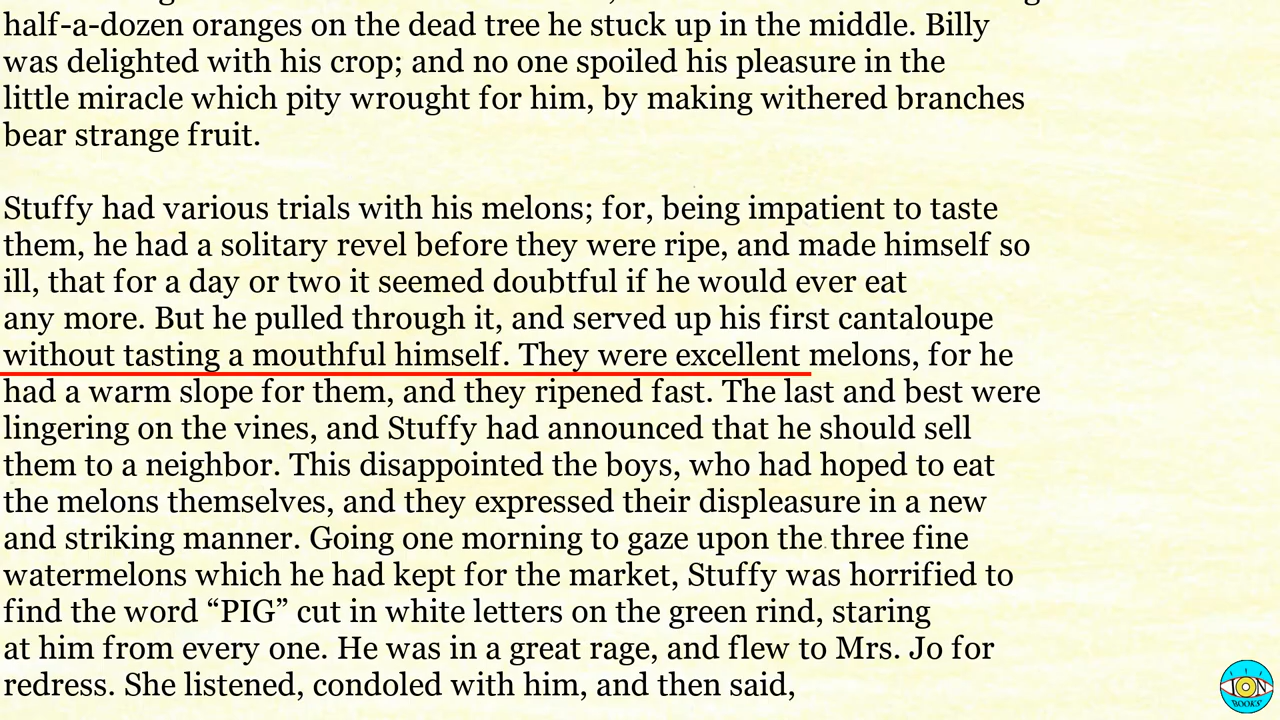 half-a-dozen oranges on the dead tree he stuck up in the middle. Billy
was delighted with his crop; and no one spoiled his pleasure in the
little miracle which pity wrought for him, by making withered branches
bear strange fruit.
Stuffy had various trials with his melons; for, being impatient to taste
them, he had a solitary revel before they were ripe, and made himself so
ill, that for a day or two it seemed doubtful if he would ever eat
any more. But he pulled through it, and served up his first cantaloupe
without tasting a mouthful himself. They were excellent melons, for he
had a warm slope for them, and they ripened fast. The last and best were
lingering on the vines, and Stuffy had announced that he should sell
them to a neighbor. This disappointed the boys, who had hoped to eat
the melons themselves, and they expressed their displeasure in a new
and striking manner. Going one morning to gaze upon the three fine
watermelons which he had kept for the market, Stuffy was horrified to
find the word “PIG” cut in white letters on the green rind, staring
at him from every one. He was in a great rage, and flew to Mrs. Jo for
redress. She listened, condoled with him, and then said,
ION
BOOKS